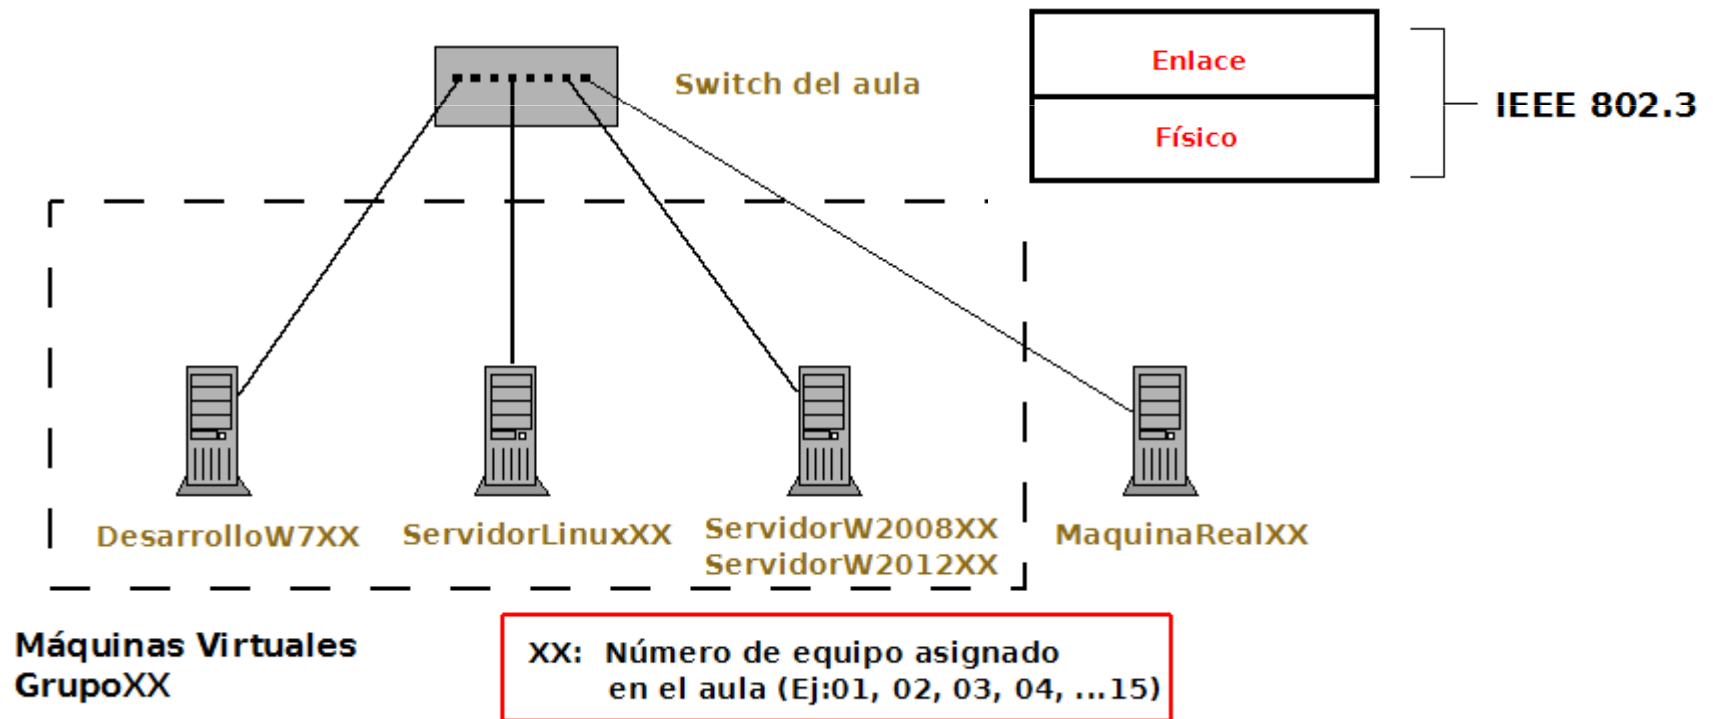 Switch del aula
Enlace
Físico
IEEE 802.3
DesarrolloW7XX
ServidorLinuxXX
ServidorW2008XX
ServidorW2012XX
MaquinaRealXX
Máquinas Virtuales
GrupoXX
XX: Número de equipo asignado
en el aula (Ej:01, 02, 03, 04, ...15)